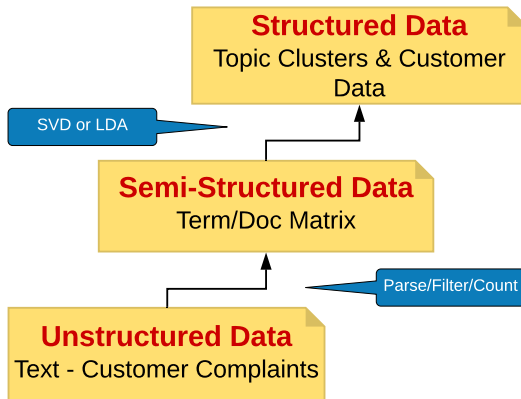 Structured Data
Topic Clusters & Customer
Data
SVD or LDA
Semi-Structured Data
Term/Doc Matrix
Parse/Filter/Count
Unstructured Data
Text - Customer Complaints